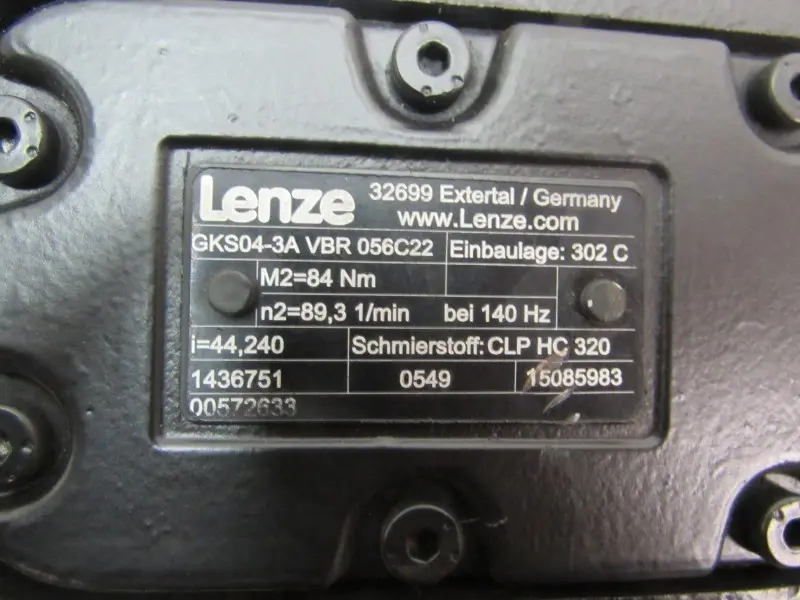 Lenze 32699 Extertal / Germany
www.Lenze.com
GKS04-3A VBR 056C22 Einbaulage: 302 C
M2=84 Nm
n2=89,3 1/min bei 140 Hz
i=44,240 Schmierstoff: CLP HC 320
1436751 0549 15085983
00572633